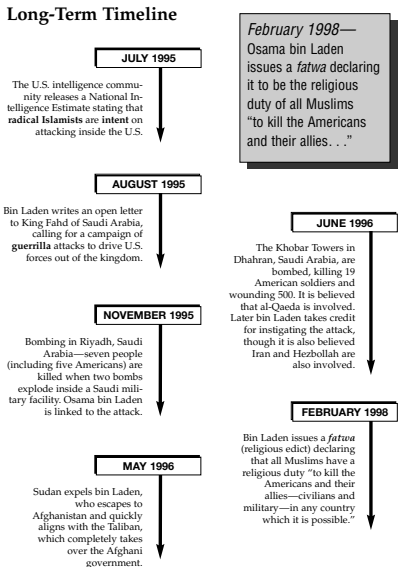 Long-Term Timeline
JULY 1995
The U.S. intelligence commu-
nity releases a National In-
telligence Estimate stating that
radical Islamists are intent on
attacking inside the U.S.
AUGUST 1995
Bin Laden writes an open letter
to King Fahd of Saudi Arabia,
calling for a campaign of
guerrilla attacks to drive U.S.
forces out of the kingdom.
NOVEMBER 1995
Bombing in Riyadh, Saudi
Arabia—seven people
(including five Americans) are
killed when two bombs
explode inside a Saudi mili-
tary facility. Osama bin Laden
is linked to the attack.
MAY 1996
Sudan expels bin Laden,
who escapes to
Afghanistan and quickly
aligns with the Taliban,
which completely takes
over the Afghani
government.
February 1998—
Osama bin Laden
issues a fatwa declaring
it to be the religious
duty of all Muslims
“to kill the Americans
and their allies. . .”
JUNE 1996
The Khobar Towers in
Dhahran, Saudi Arabia, are
bombed, killing 19
American soldiers and
wounding 500. It is believed
that al-Qaeda is involved.
Later bin Laden takes credit
for instigating the attack,
though it is also believed
Iran and Hezbollah are
also involved.
FEBRUARY 1998
Bin Laden issues a fatwa
(religious edict) declaring
that all Muslims have a
religious duty “to kill the
Americans and their
allies—civilians and
military—in any country
which it is possible.”